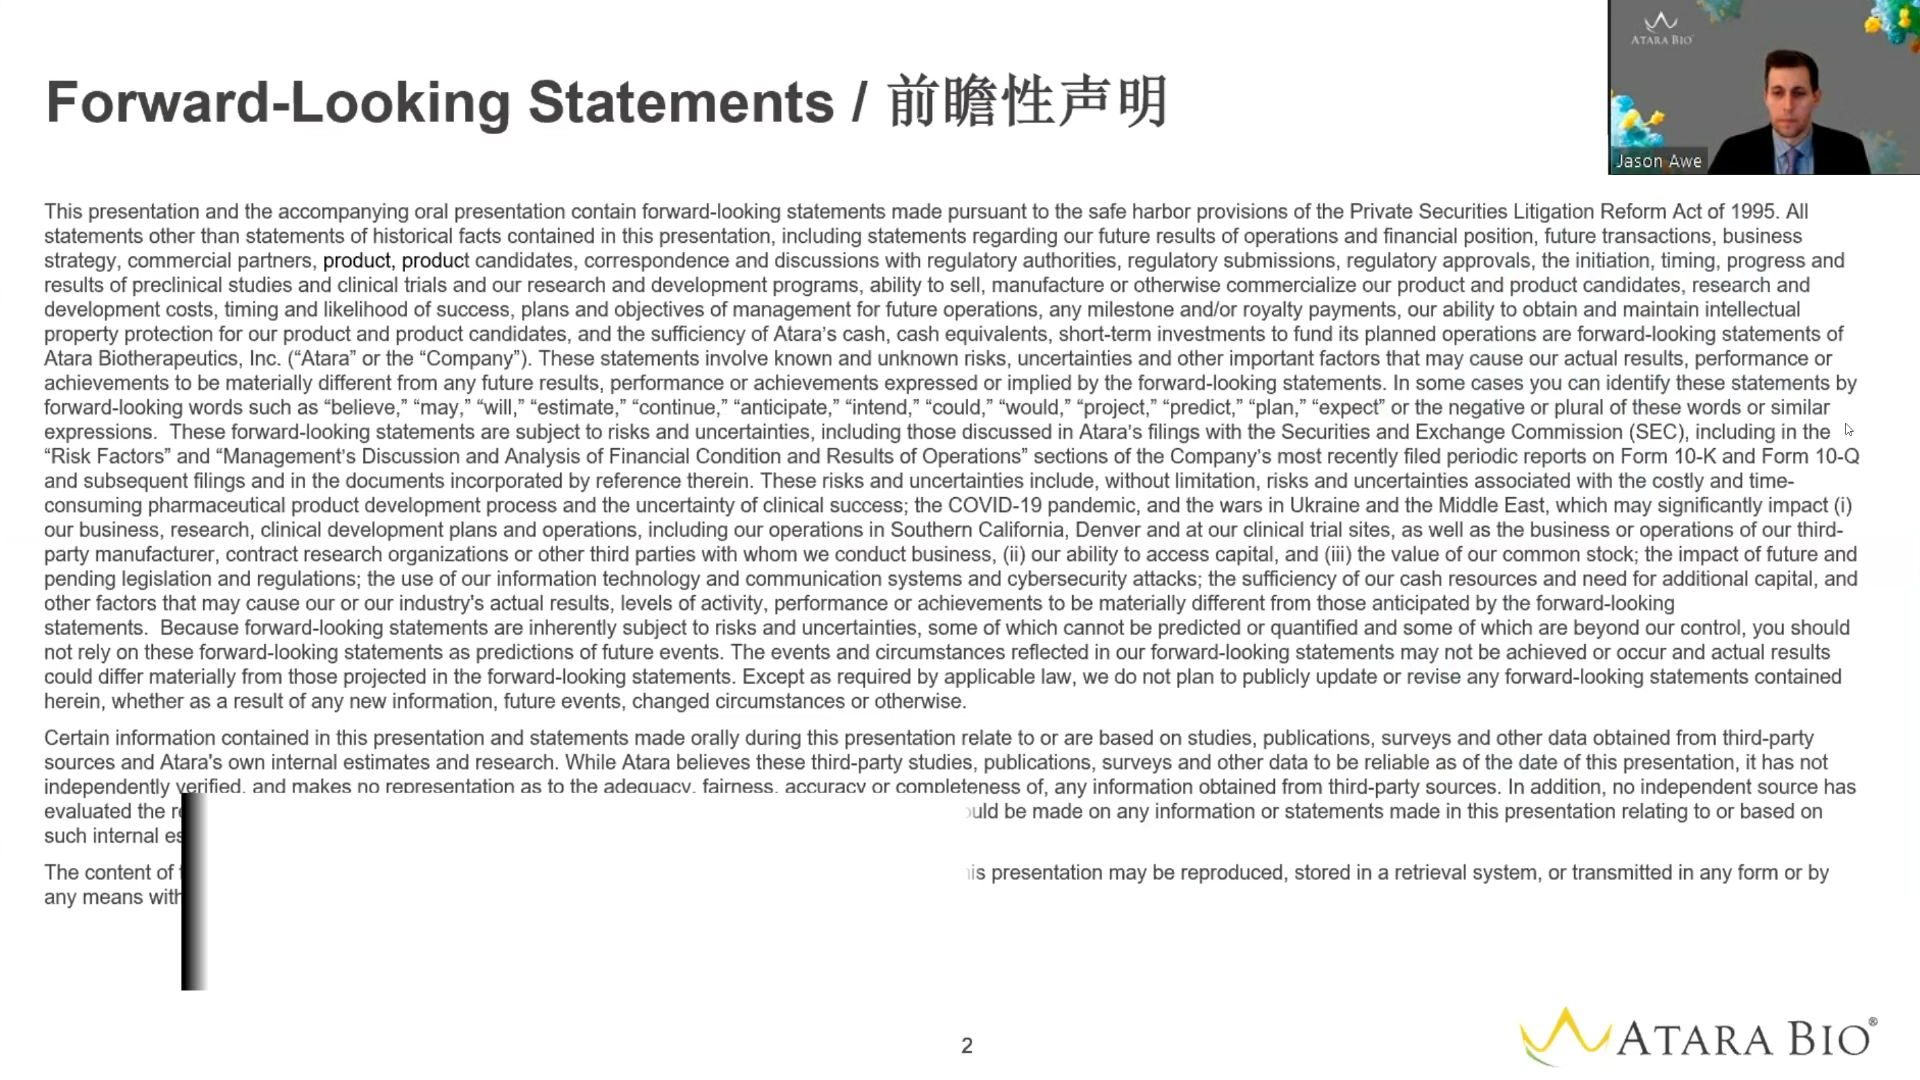 Forward-Looking Statements / 前瞻性声明
ATARA BIO
Jason Awe
This presentation and the accompanying oral presentation contain forward-looking statements made pursuant to the safe harbor provisions of the Private Securities Litigation Reform Act of 1995. All
statements other than statements of historical facts contained in this presentation, including statements regarding our future results of operations and financial position, future transactions, business
strategy, commercial partners, product, product candidates, correspondence and discussions with regulatory authorities, regulatory submissions, regulatory approvals, the initiation, timing, progress and
results of preclinical studies and clinical trials and our research and development programs, ability to sell, manufacture or otherwise commercialize our product and product candidates, research and
development costs, timing and likelihood of success, plans and objectives of management for future operations, any milestone and/or royalty payments, our ability to obtain and maintain intellectual
property protection for our product and product candidates, and the sufficiency of Atara’s cash, cash equivalents, short-term investments to fund its planned operations are forward-looking statements of
Atara Biotherapeutics, Inc. (“Atara” or the “Company”). These statements involve known and unknown risks, uncertainties and other important factors that may cause our actual results, performance or
achievements to be materially different from any future results, performance or achievements expressed or implied by the forward-looking statements. In some cases you can identify these statements by
forward-looking words such as “believe,” “may,” “will,” “estimate,” “continue,” “anticipate,” “intend,” “could,” “would,” “project,” “predict,” “plan,” “expect” or the negative or plural of these words or similar
expressions.  These forward-looking statements are subject to risks and uncertainties, including those discussed in Atara’s filings with the Securities and Exchange Commission (SEC), including in the
“Risk Factors” and “Management’s Discussion and Analysis of Financial Condition and Results of Operations” sections of the Company’s most recently filed periodic reports on Form 10-K and Form 10-Q
and subsequent filings and in the documents incorporated by reference therein. These risks and uncertainties include, without limitation, risks and uncertainties associated with the costly and time-
consuming pharmaceutical product development process and the uncertainty of clinical success; the COVID-19 pandemic, and the wars in Ukraine and the Middle East, which may significantly impact (i)
our business, research, clinical development plans and operations, including our operations in Southern California, Denver and at our clinical trial sites, as well as the business or operations of our third-
party manufacturer, contract research organizations or other third parties with whom we conduct business, (ii) our ability to access capital, and (iii) the value of our common stock; the impact of future and
pending legislation and regulations; the use of our information technology and communication systems and cybersecurity attacks; the sufficiency of our cash resources and need for additional capital, and
other factors that may cause our or our industry's actual results, levels of activity, performance or achievements to be materially different from those anticipated by the forward-looking
statements.  Because forward-looking statements are inherently subject to risks and uncertainties, some of which cannot be predicted or quantified and some of which are beyond our control, you should
not rely on these forward-looking statements as predictions of future events. The events and circumstances reflected in our forward-looking statements may not be achieved or occur and actual results
could differ materially from those projected in the forward-looking statements. Except as required by applicable law, we do not plan to publicly update or revise any forward-looking statements contained
herein, whether as a result of any new information, future events, changed circumstances or otherwise.
Certain information contained in this presentation and statements made orally during this presentation relate to or are based on studies, publications, surveys and other data obtained from third-party
sources and Atara's own internal estimates and research. While Atara believes these third-party studies, publications, surveys and other data to be reliable as of the date of this presentation, it has not
independently verified, and makes no representation as to the adequacy, fairness, accuracy or completeness of, any information obtained from third-party sources. In addition, no independent source has
evaluated the be made on any information or statements made in this presentation relating to or based on
such internal
The content of presentation may be reproduced, stored in a retrieval system, or transmitted in any form or by
any means
2
ATARA BIO®